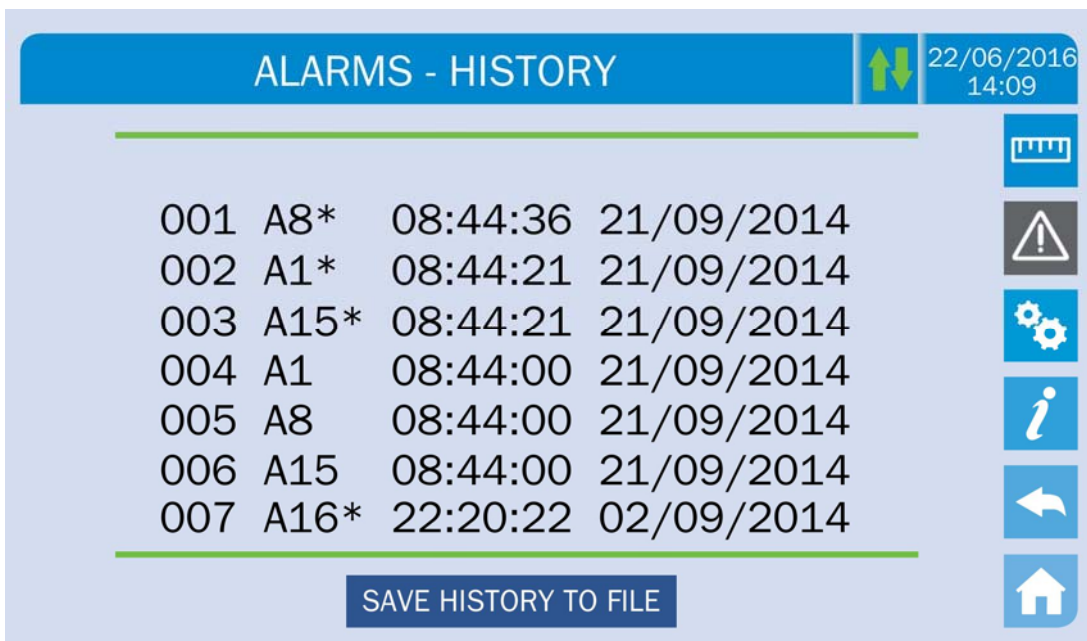 ALARMS - HISTORY
22/06/2016
14:09
001 A8* 08:44:36 21/09/2014
002 A1* 08:44:21 21/09/2014
003 A15* 08:44:21 21/09/2014
004 A1 08:44:00 21/09/2014
005 A8 08:44:00 21/09/2014
006 A15 08:44:00 21/09/2014
007 A16* 22:20:22 02/09/2014
SAVE HISTORY TO FILE